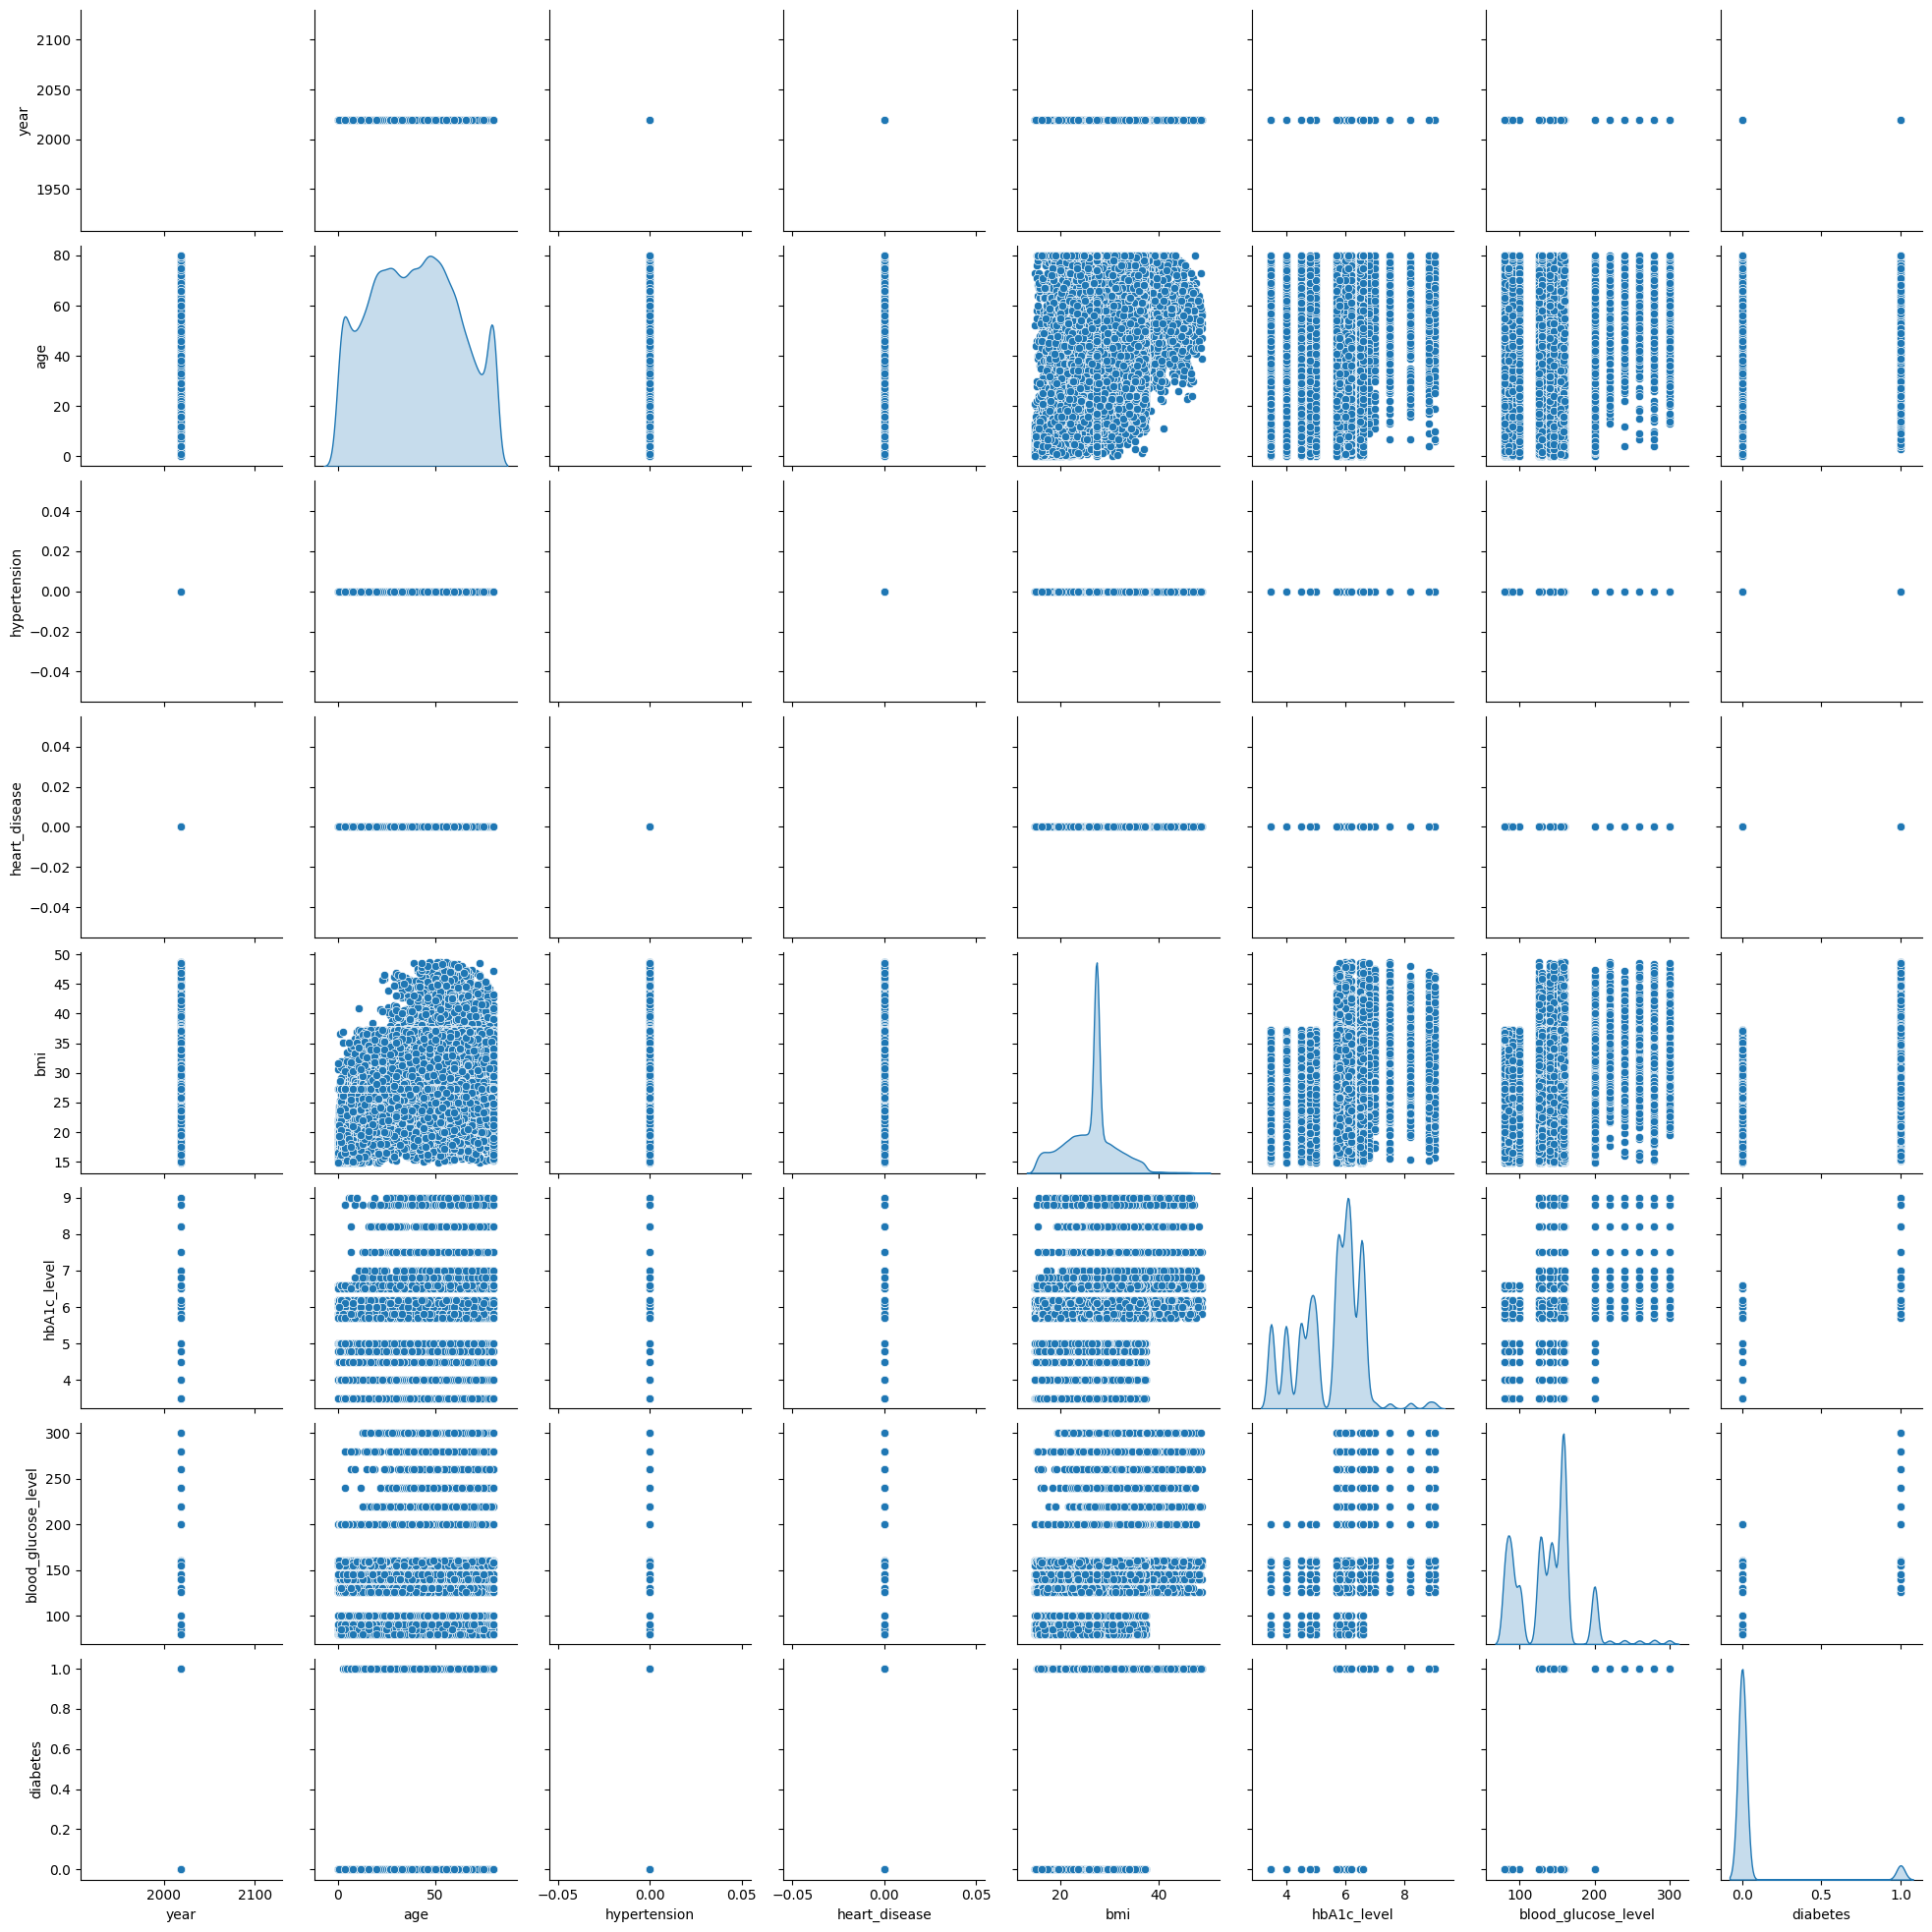 2100
2050
2000
1950
year
80
60
40
20
0
age
0.04
0.02
0.00
−0.02
−0.04
hypertension
0.04
0.02
0.00
−0.02
−0.04
heart_disease
50
45
40
35
30
25
20
15
bmi
9
8
7
6
5
4
hbA1c_level
300
250
200
150
100
blood_glucose_level
1.0
0.8
0.6
0.4
0.2
0.0
diabetes
2000 2100
year
0 50
age
−0.05 0.00 0.05
hypertension
−0.05 0.00 0.05
heart_disease
20 40
bmi
4 6 8
hbA1c_level
100 200 300
blood_glucose_level
0.0 0.5 1.0
diabetes